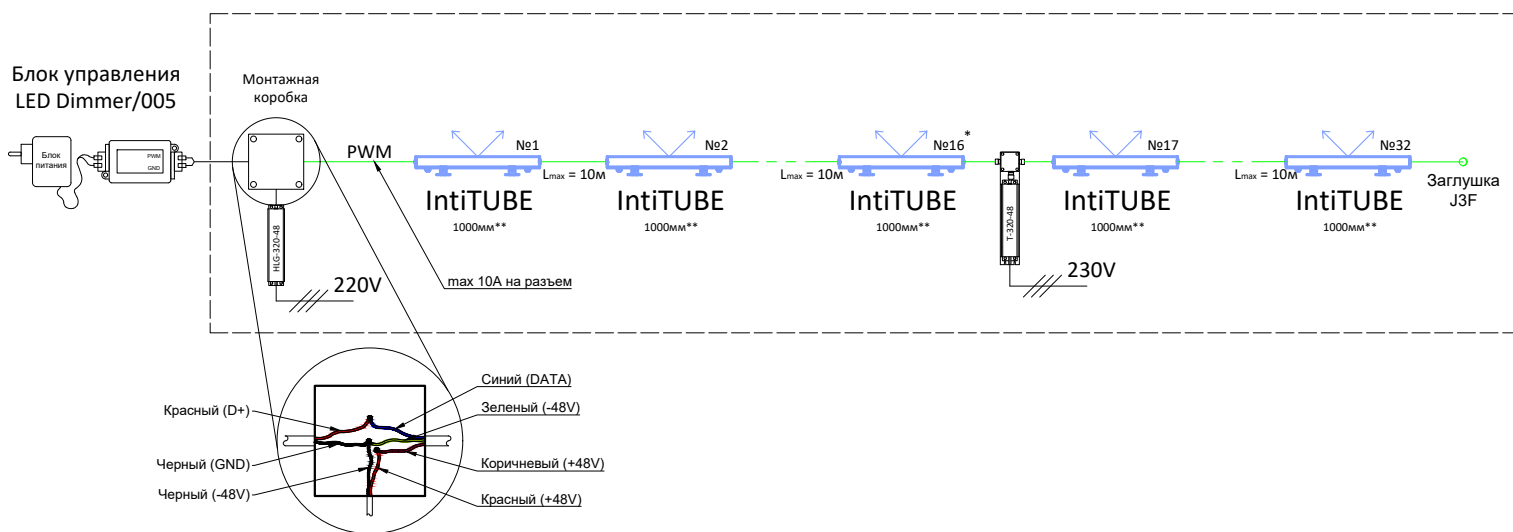 Блок управления
LED Dimmer/005
Блок
питания
PWM
GND
Монтажная
коробка
HLG-320-48
220V
PWM
max 10А на разъем
№1
IntiTUBE
1000мм**
Lmax = 10м
№2
IntiTUBE
1000мм**
Lmax = 10м
№16
*
IntiTUBE
1000мм**
T-320-48
230V
№17
IntiTUBE
1000мм**
Lmax = 10м
№32
IntiTUBE
1000мм**
Заглушка
J3F
Красный (D+)
Черный (GND)
Черный (-48V)
Синий (DATA)
Зеленый (-48V)
Коричневый (+48V)
Красный (+48V)